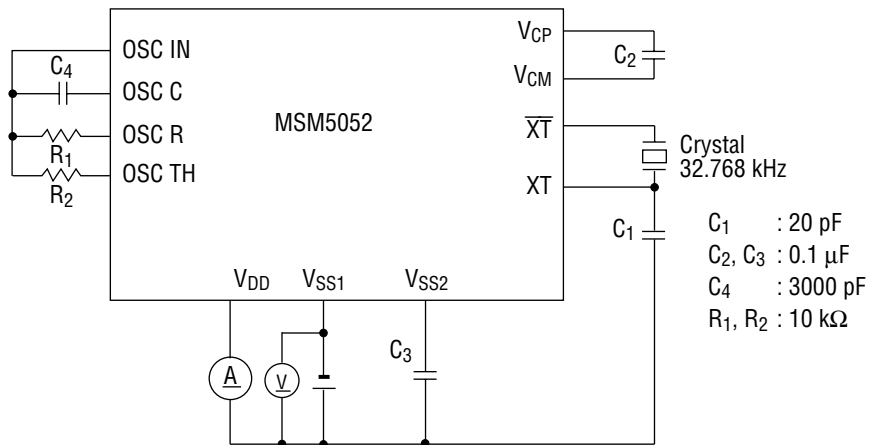 OSC IN
C4
OSC C
OSC R
R1
OSC TH
R2
MSM5052
VCP
C2
VCM
X̅T̅
Crystal
32.768 kHz
XT
C1
VDD
VSS1
VSS2
A
V
C3
C1 : 20 pF
C2, C3 : 0.1 μF
C4 : 3000 pF
R1, R2 : 10 kΩ